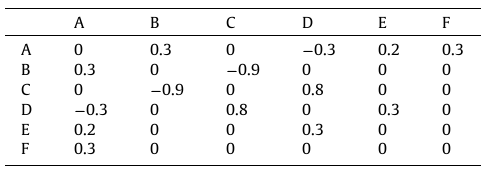 A B C D E F
A 0 0.3 0 −0.3 0.2 0.3
B 0.3 0 −0.9 0 0 0
C 0 −0.9 0 0.8 0 0
D −0.3 0 0.8 0 0.3 0
E 0.2 0 0 0.3 0 0
F 0.3 0 0 0 0 0